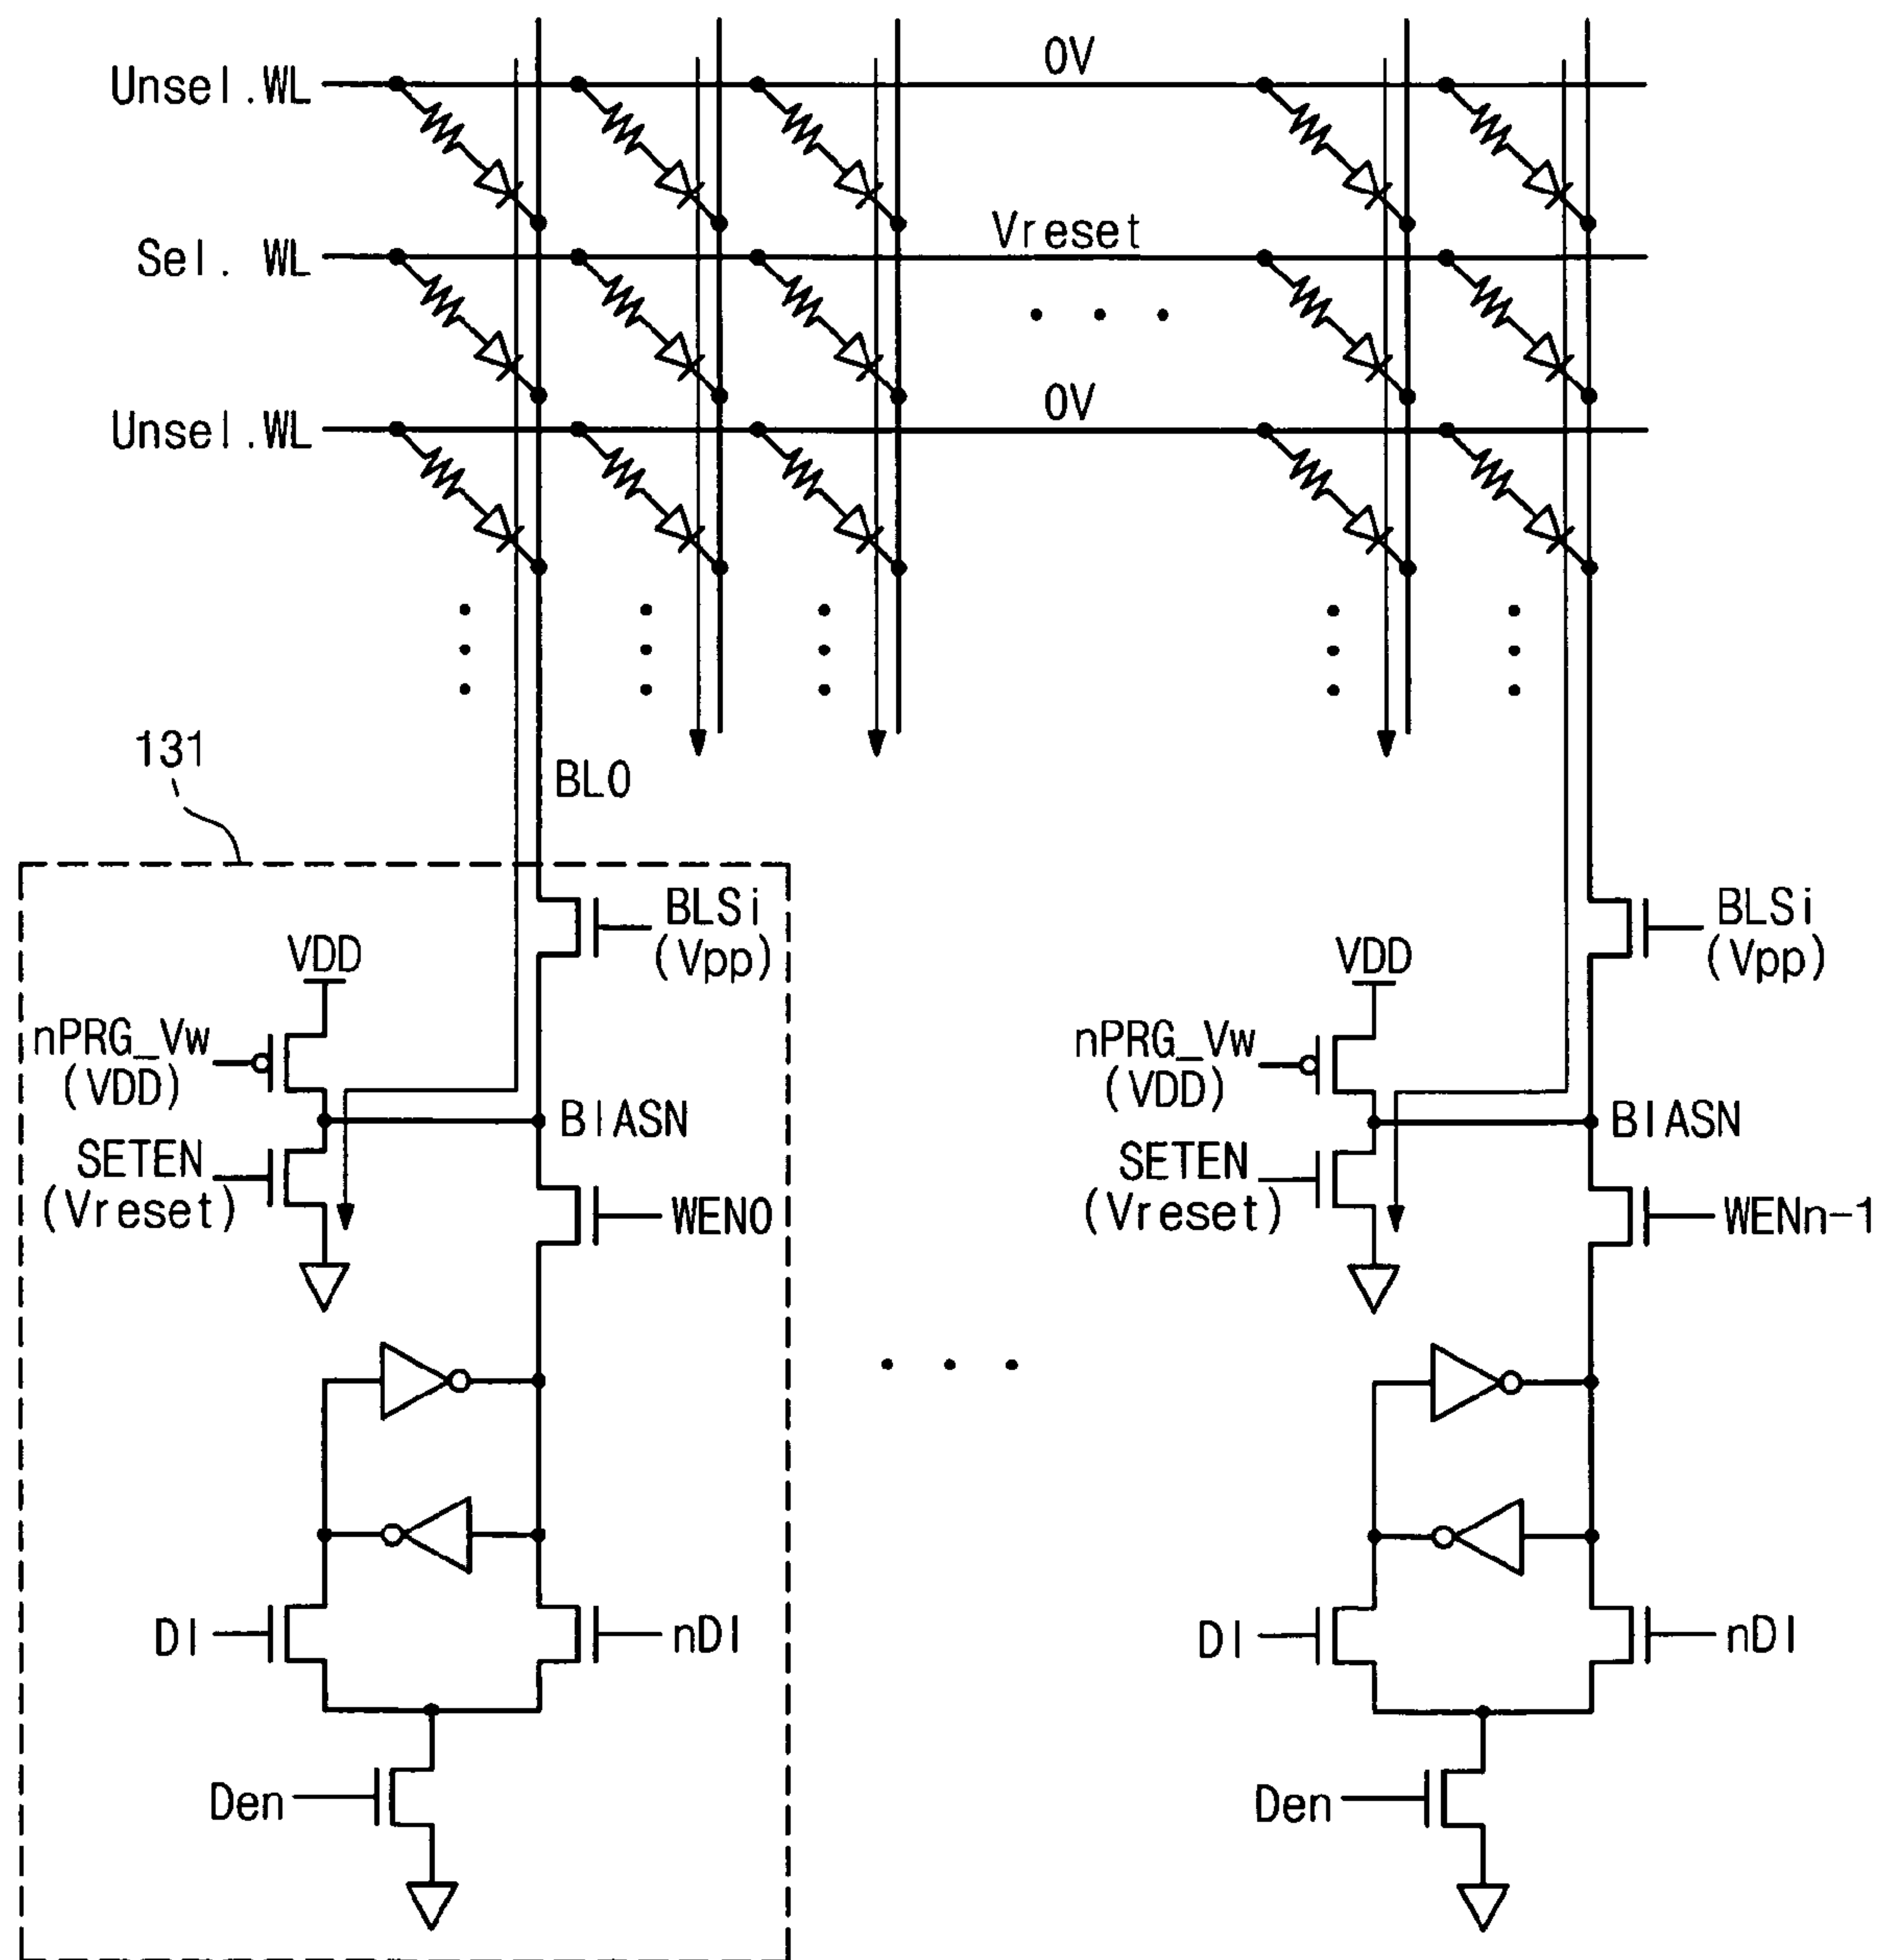 Unsel.WL
0V
Sel. WL
Vreset
Unsel.WL
0V
131
BL0
BLSi
(Vpp)
VDD
nPRG_Vw
(VDD)
BIASN
SETEN
(Vreset)
WEN0
DI
nDI
Den
BLSi
(Vpp)
VDD
nPRG_Vw
(VDD)
BIASN
SETEN
(Vreset)
WENn-1
DI
nDI
Den